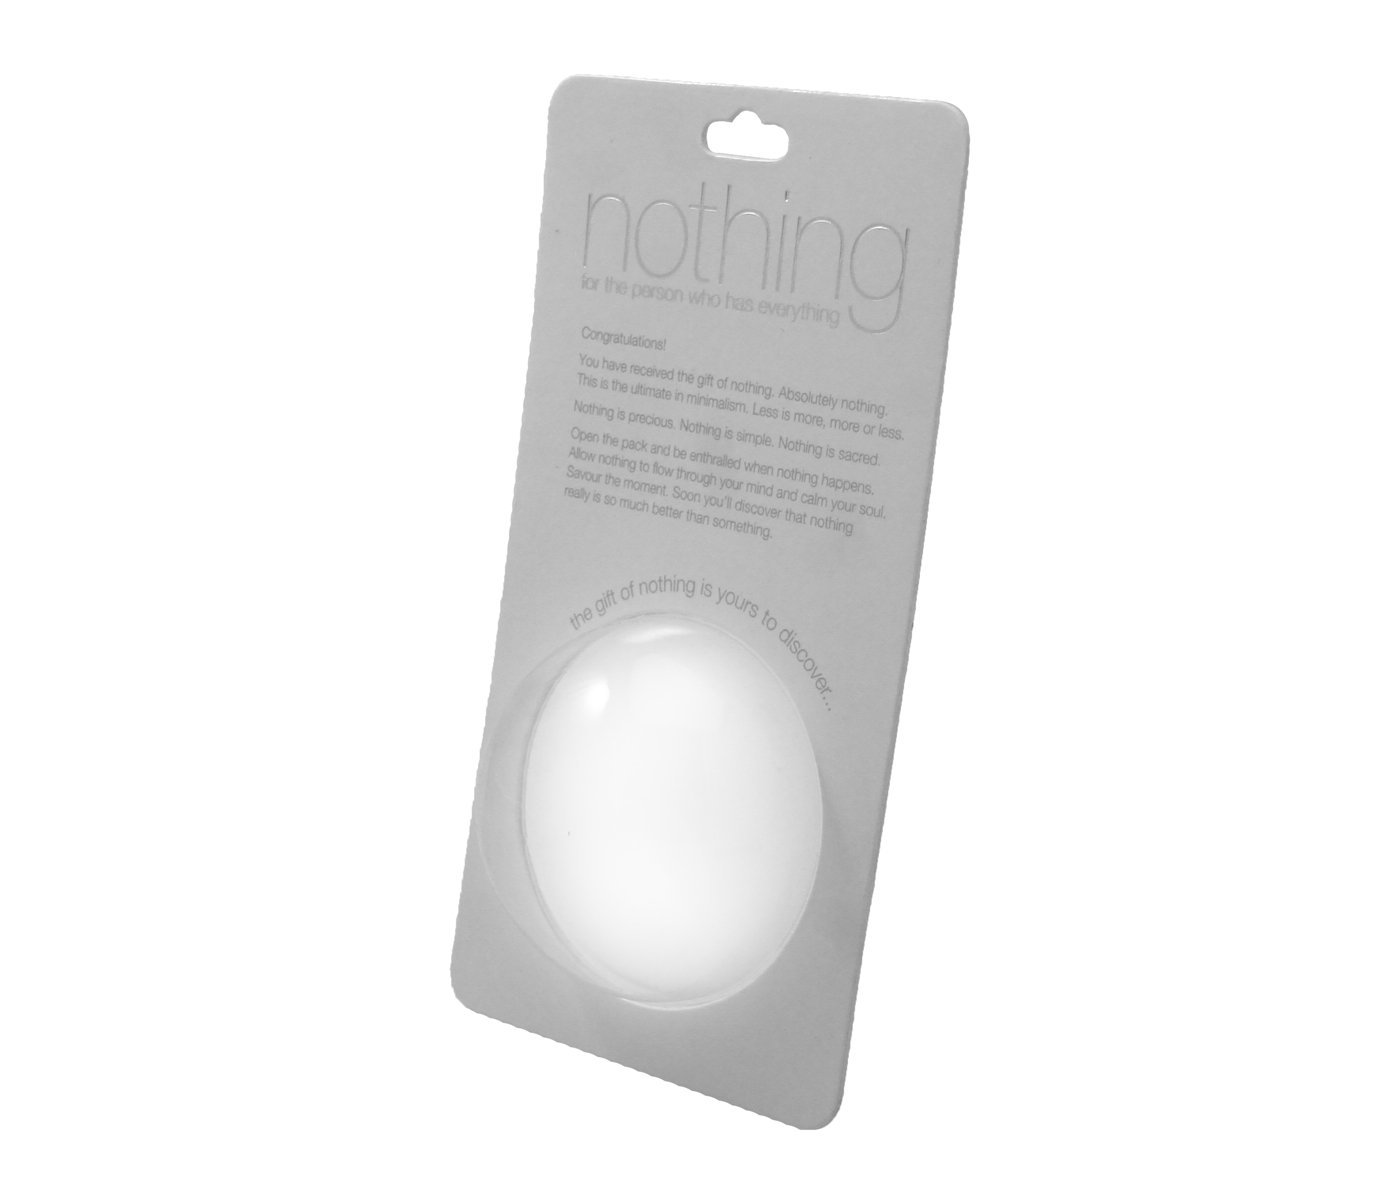 nothing
for the person who has everything
Congratulations!
You have received the gift of nothing. Absolutely nothing.
This is the ultimate in minimalism. Less is more, more or less.
Nothing is precious. Nothing is simple. Nothing is sacred.
Open the pack and be enthralled when nothing happens.
Allow nothing to flow through your mind and calm your soul.
Savour the moment. Soon you'll discover that nothing
really is so much better than something.
the gift of nothing is yours to discover...